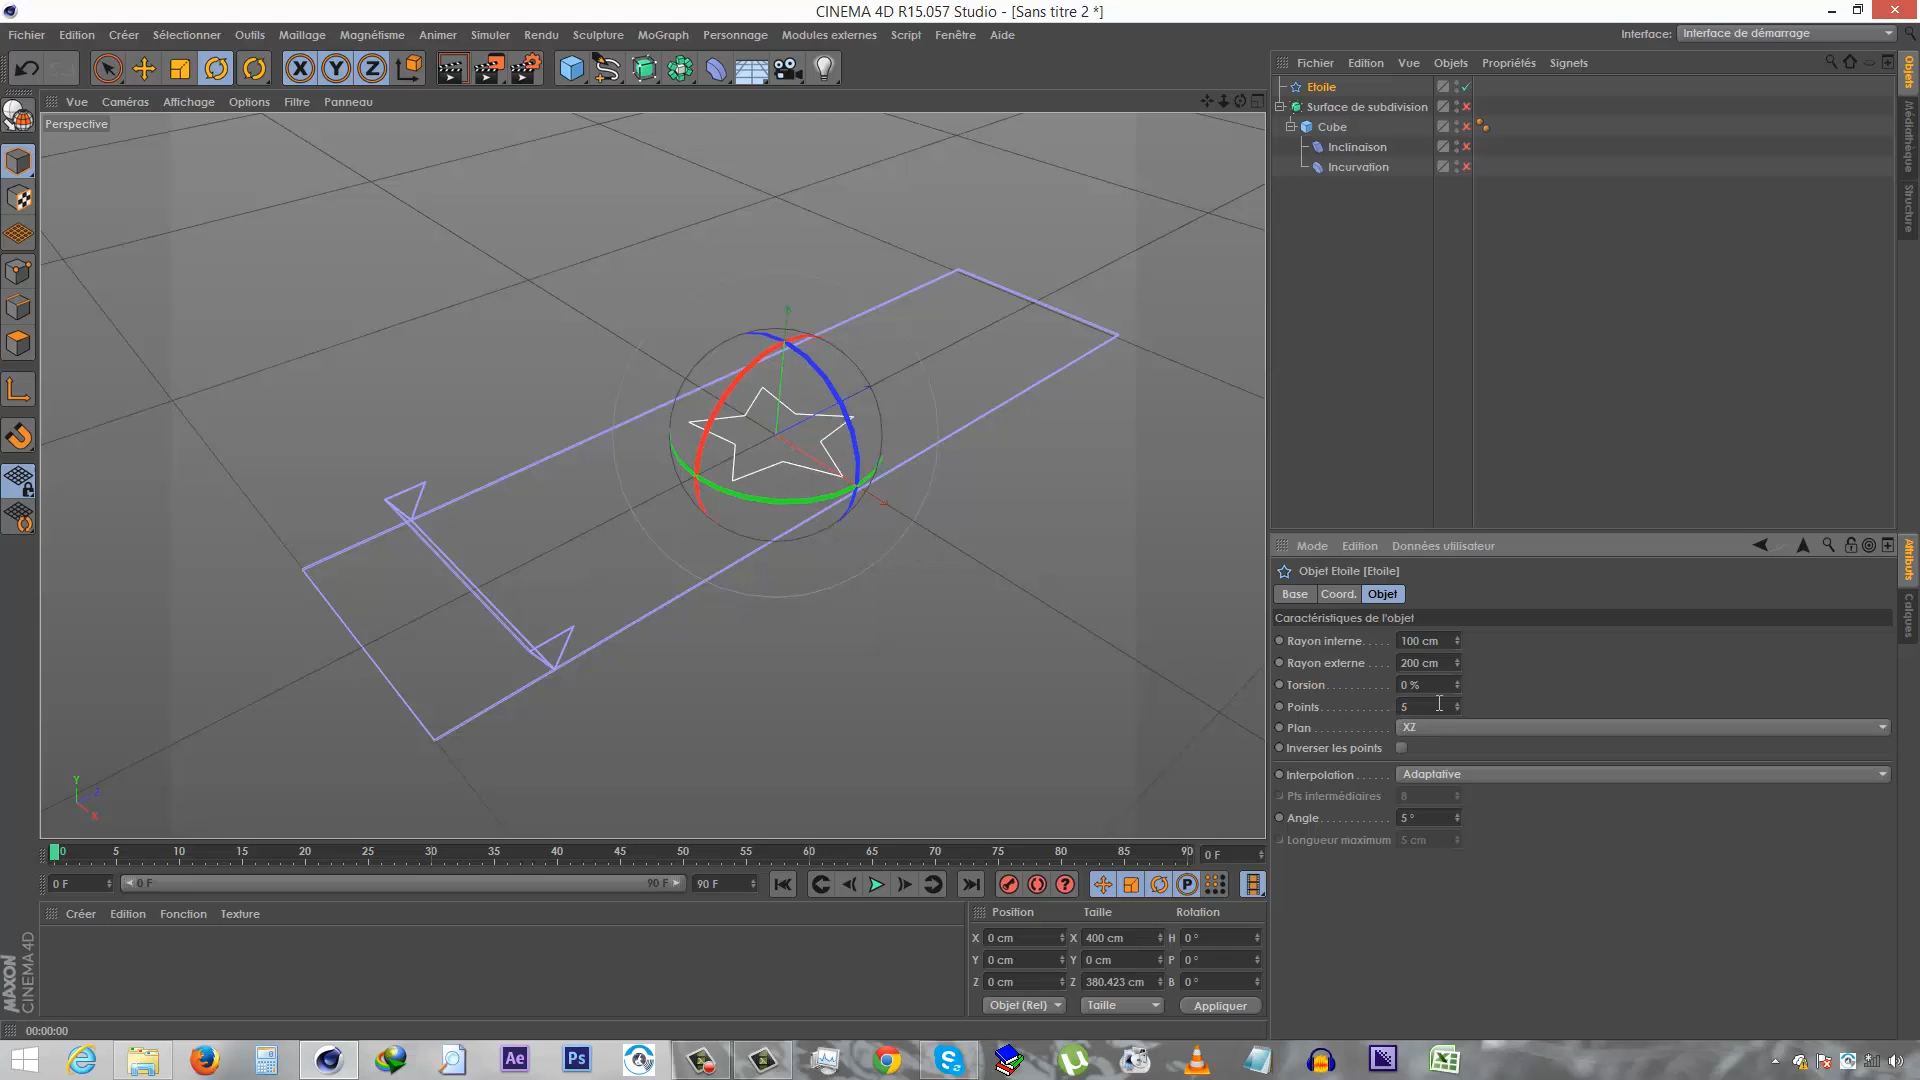 CINEMA 4D R15.057 Studio - [Sans titre 2 *]
Fichier Edition Créer Sélectionner Outils Maillage Magnétisme Animer Simuler Rendu Sculpture MoGraph Personnage Modules externes Script Fenêtre Aide
Interface: Interface de démarrage
X Y Z
Fichier Edition Vue Objets Propriétés Signets
Objets
Médiathèque
Structure
Vue Caméras Affichage Options Filtre Panneau
Perspective
Etoile
Surface de subdivision
Cube
Inclinaison
Incurvation
Mode Edition Données utilisateur
Attributs
Calques
Objet Etoile [Etoile]
Base Coord. Objet
Caractéristiques de l'objet
Rayon interne. . . . . 100 cm
Rayon externe . . . . 200 cm
Torsion. . . . . . . . . . . 0 %
Points. . . . . . . . . . . . 5
Plan . . . . . . . . . . . . . XZ
Inverser les points
Interpolation . . . . . . Adaptative
Pts intermédiaires 8
Angle. . . . . . . . . . . . 5 °
Longueur maximum 5 cm
Y
Z
X
0 5 10 15 20 25 30 35 40 45 50 55 60 65 70 75 80 85 90
0 F
0 F 0 F 90 F 90 F
P
Créer Edition Fonction Texture
Position Taille Rotation
X 0 cm X 400 cm H 0 °
Y 0 cm Y 0 cm P 0 °
Z 0 cm Z 380.423 cm B 0 °
Objet (Rel) Taille Appliquer
MAXON
CINEMA 4D
00:00:00
Ae
Ps